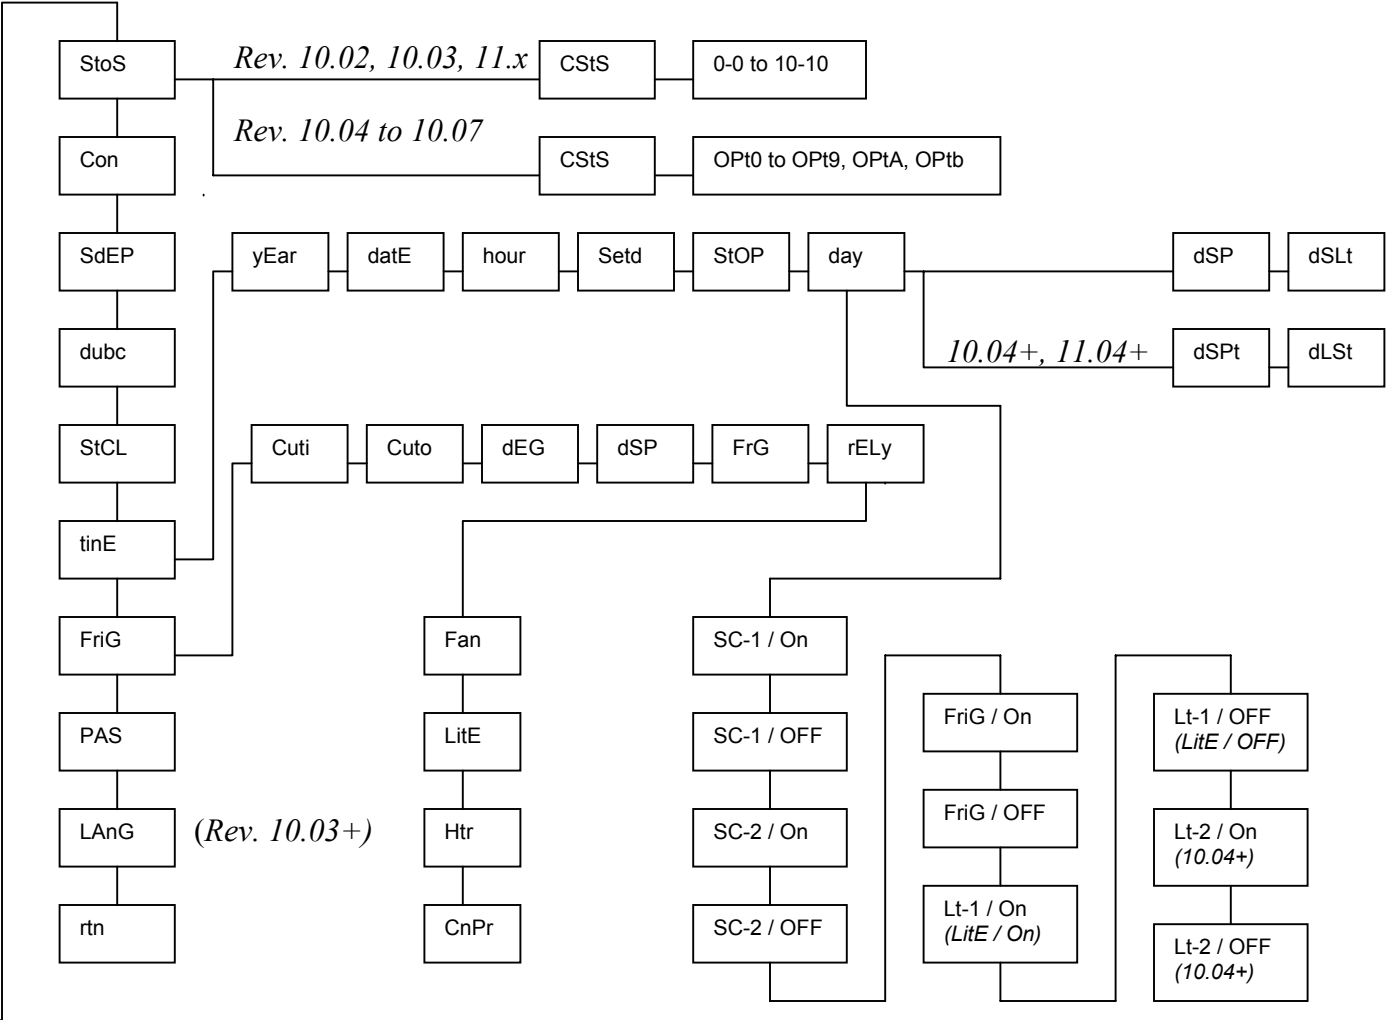 StoS
Rev. 10.02, 10.03, 11.x
CStS
0-0 to 10-10
Rev. 10.04 to 10.07
Con
CStS
OPt0 to OPt9, OPtA, OPtb
SdEP
yEar
datE
hour
Setd
StOP
day
dSP
dSLt
dubc
10.04+, 11.04+
dSPt
dLSt
StCL
Cuti
Cuto
dEG
dSP
FrG
rELy
tinE
FriG
Fan
SC-1 / On
PAS
LitE
SC-1 / OFF
FriG / On
Lt-1 / OFF
(LitE / OFF)
LAnG
(Rev. 10.03+)
Htr
SC-2 / On
FriG / OFF
Lt-2 / On
(10.04+)
rtn
CnPr
SC-2 / OFF
Lt-1 / On
(LitE / On)
Lt-2 / OFF
(10.04+)